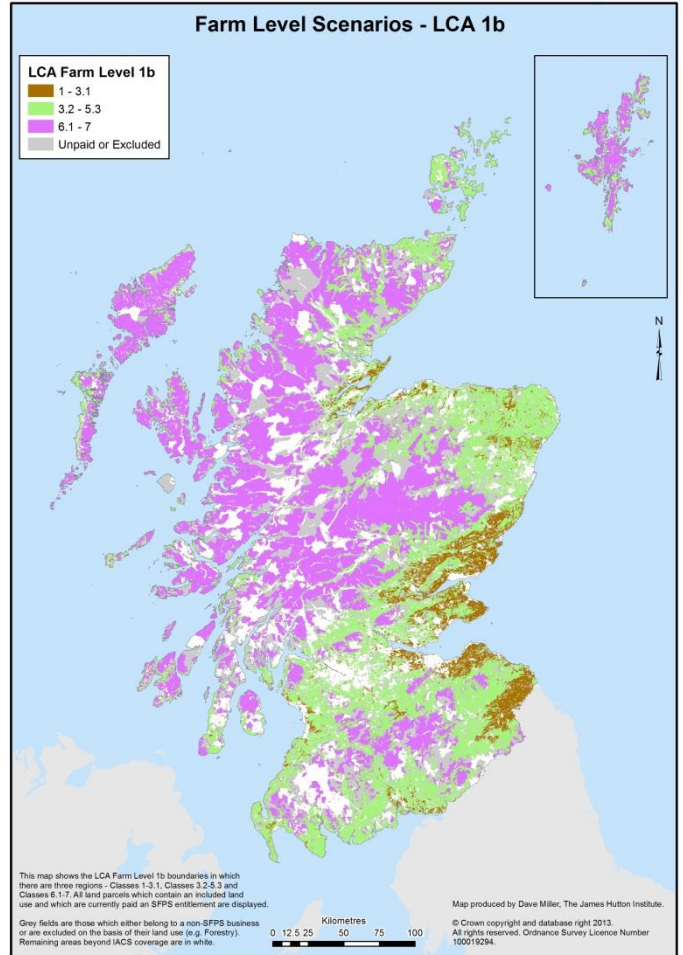 Farm Level Scenarios - LCA 1b
LCA Farm Level 1b
1 - 3.1
3.2 - 5.3
6.1 - 7
Unpaid or Excluded
N
This map shows the LCA Farm Level 1b boundaries in which
there are three regions - Classes 1-3.1, Classes 3.2-5.3 and
Classes 6.1-7. All land parcels which contain an included land
use and which are currently paid an SFPS entitlement are displayed.
Grey fields are those which either belong to a non-SFPS business
or are excluded on the basis of their land use (e.g. Forestry).
Remaining areas beyond IACS coverage are in white.
Kilometres
0 12.5 25 50 75 100
Map produced by Dave Miller, The James Hutton Institute.
© Crown copyright and database right 2013.
All rights reserved. Ordnance Survey Licence Number
100019294.